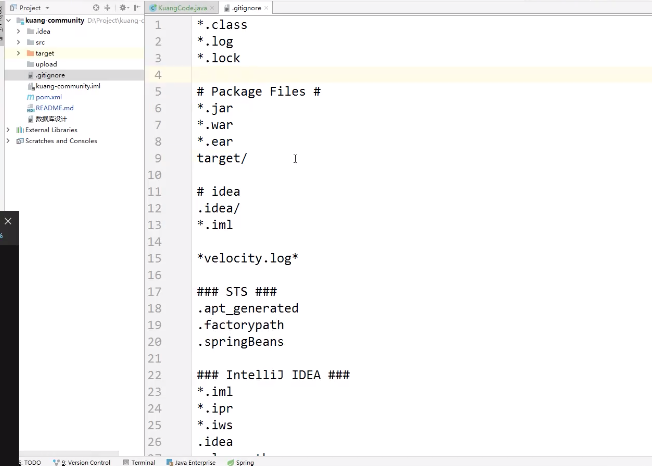 Project
kuang-community D:\Project\kuang-c
.idea
src
target
upload
.gitignore
kuang-community.iml
pom.xml
README.md
数据库设计
External Libraries
Scratches and Consoles
KuangCode.java
.gitignore
1 *.class
2 *.log
3 *.lock
4
5 # Package Files #
6 *.jar
7 *.war
8 *.ear
9 target/
10
11 # idea
12 .idea/
13 *.iml
14
15 *velocity.log*
16
17 ### STS ###
18 .apt_generated
19 .factorypath
20 .springBeans
21
22 ### IntelliJ IDEA ###
23 *.iml
24 *.ipr
25 *.iws
26 .idea
6: TODO
9: Version Control
Terminal
Java Enterprise
Spring